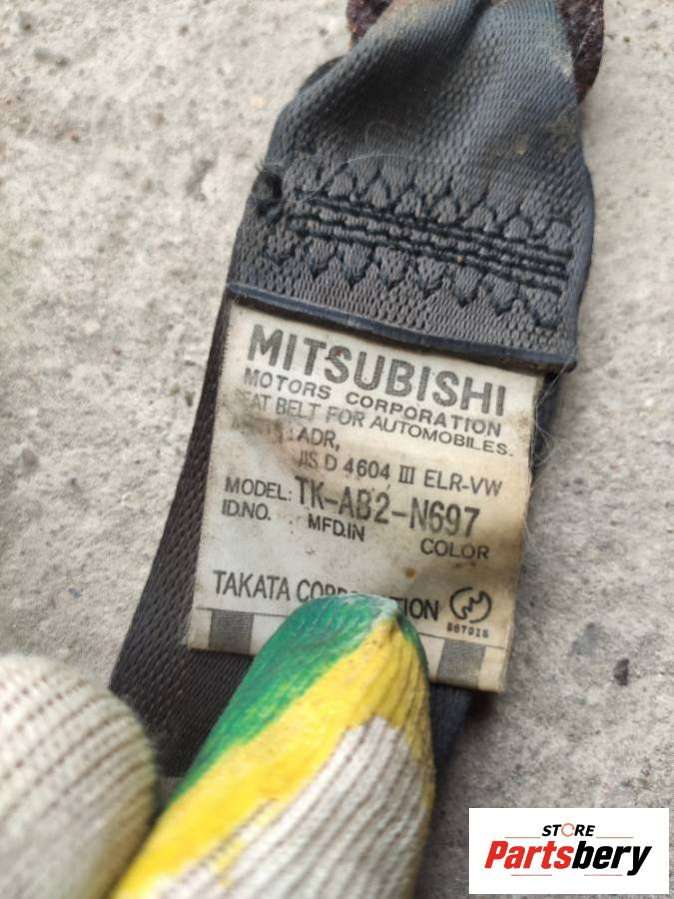 MITSUBISHI
MOTORS CORPORATION
SEAT BELT FOR AUTOMOBILES.
ADR,
JIS D 4604 III ELR-VW
MODEL: TK-AB2-N697
ID.NO. MFD.IN COLOR
TAKATA
STORE
Partsbery